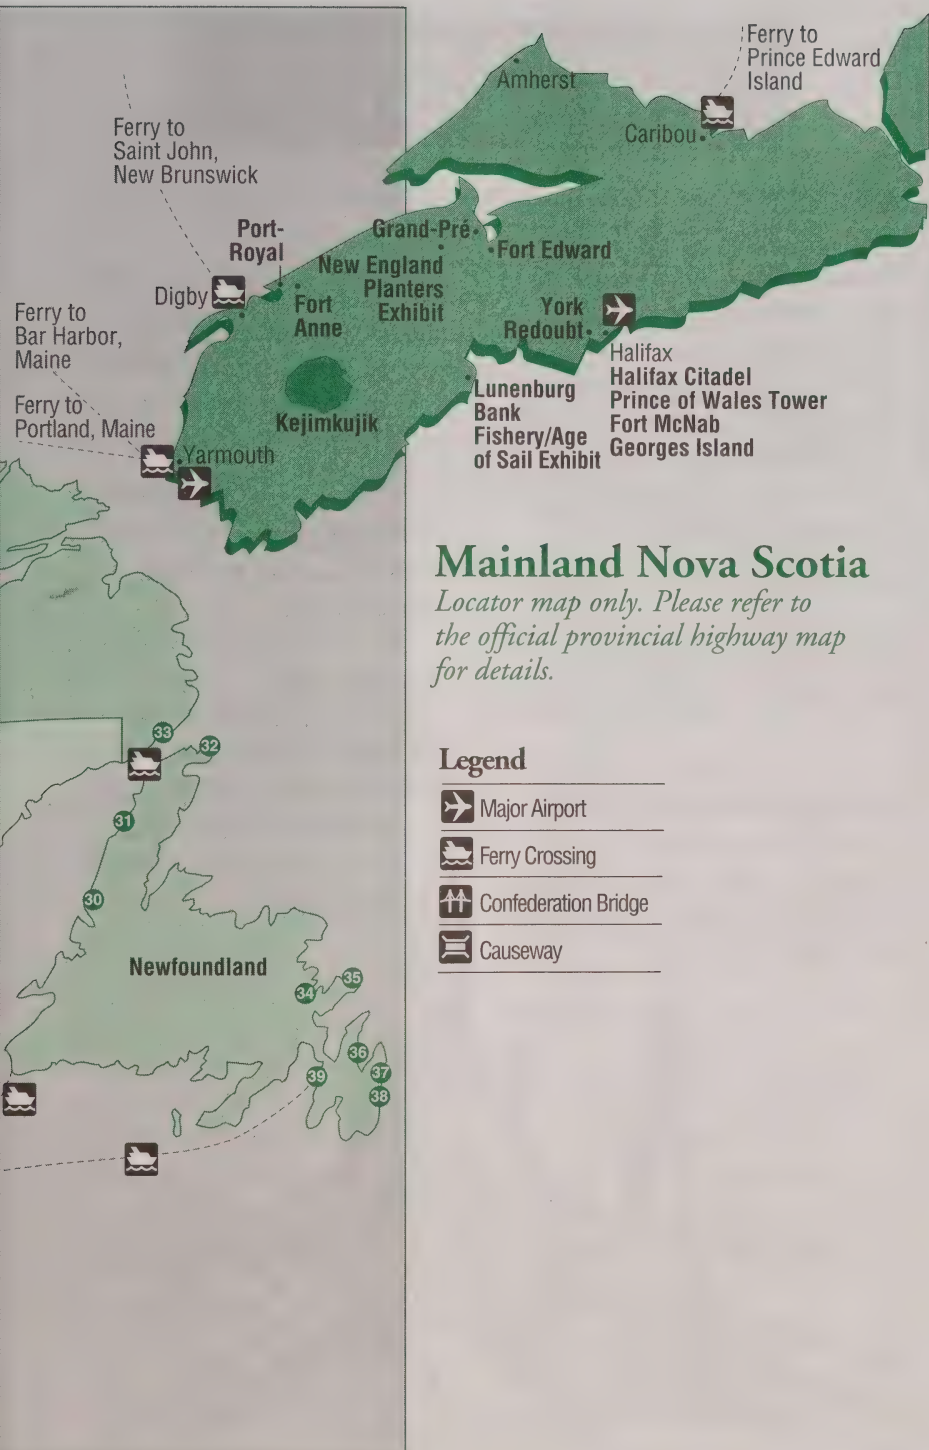 Ferry to
Prince Edward
Island
Amherst
Caribou
Ferry to
Saint John,
New Brunswick
Port-
Royal
Grand-Pré
Fort Edward
New England
Planters
Exhibit
Digby
Fort
Anne
York
Redoubt
Ferry to
Bar Harbor,
Maine
Halifax
Halifax Citadel
Prince of Wales Tower
Fort McNab
Georges Island
Lunenburg
Bank
Fishery/Age
of Sail Exhibit
Kejimkujik
Ferry to
Portland, Maine
Yarmouth
Mainland Nova Scotia
Locator map only. Please refer to
the official provincial highway map
for details.
33
32
31
30
Newfoundland
35
34
36
37
39
38
Legend
Major Airport
Ferry Crossing
Confederation Bridge
Causeway